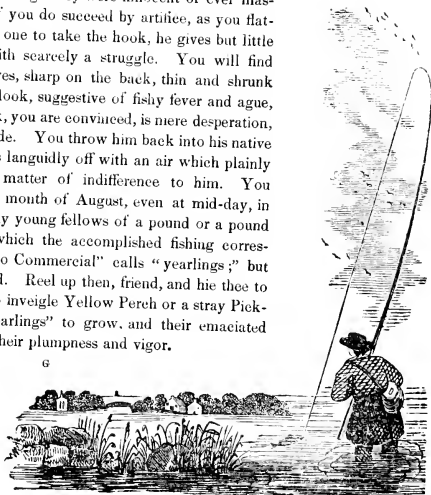 f you do succeed by artifice, as you flat-
one to take the hook, he gives but little
ith scarcely a struggle. You will find
es, sharp on the back, thin and shrunk
look, suggestive of fishy fever and ague,
, you are convinced, is mere desperation,
de. You throw him back into his native
languidly off with an air which plainly
matter of indifference to him. You
month of August, even at mid-day, in
y young fellows of a pound or a pound
which the accomplished fishing corres-
o Commercial" calls "yearlings;" but
d. Reel up then, friend, and hie thee to
inveigle Yellow Perch or a stray Pick-
arlings" to grow, and their emaciated
heir plumpness and vigor.
G